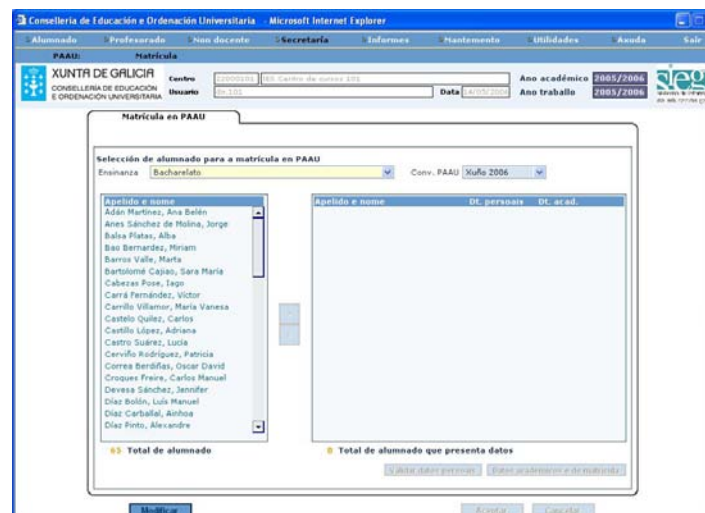 Conselleria de Educación e Ordenación Universitaria - Microsoft Internet Explorer
Alumnado Profesorado Non docente Secretaría Informes Mantemento Utilidades Axuda Sair
PAAU: Matrícula
XUNTA DE GALICIA
CONSELLERÍA DE EDUCACIÓN
E ORDENACIÓN UNIVERSITARIA
Centro IES Centro de cursos 101
Ano académico 2005/2006
Usuario Data 14/05/2006 Ano traballo 2005/2006
Matrícula en PAAU
Selección de alumnado para a matrícula en PAAU
Ensinanza Bacharelato Conv. PAAU Xuño 2006
Apelido e nome
Adán Martínez, Ana Belén
Anes Sánchez de Molina, Jorge
Balsa Platas, Alba
Bao Bernardez, Miriam
Barros Valle, Marta
Bartolomé Cajiao, Sara María
Cabezas Pose, Iago
Carrá Fernández, Víctor
Carrillo Villamor, María Vanesa
Castelo Quilez, Carlos
Castillo López, Adriana
Castro Suárez, Lucía
Cerviño Rodríguez, Patricia
Correa Berdiñas, Oscar David
Croques Freire, Carlos Manuel
Devesa Sánchez, Jennifer
Díaz Bolón, Luis Manuel
Díaz Carballal, Ainhoa
Díaz Pinto, Alexandre
65 Total de alumnado
Apelido e nome Dt. persoais Dt. acad.
0 Total de alumnado que presenta datos
Validar datos persoais Datos académicos e de matrícula
Modificar Aceptar Cancelar